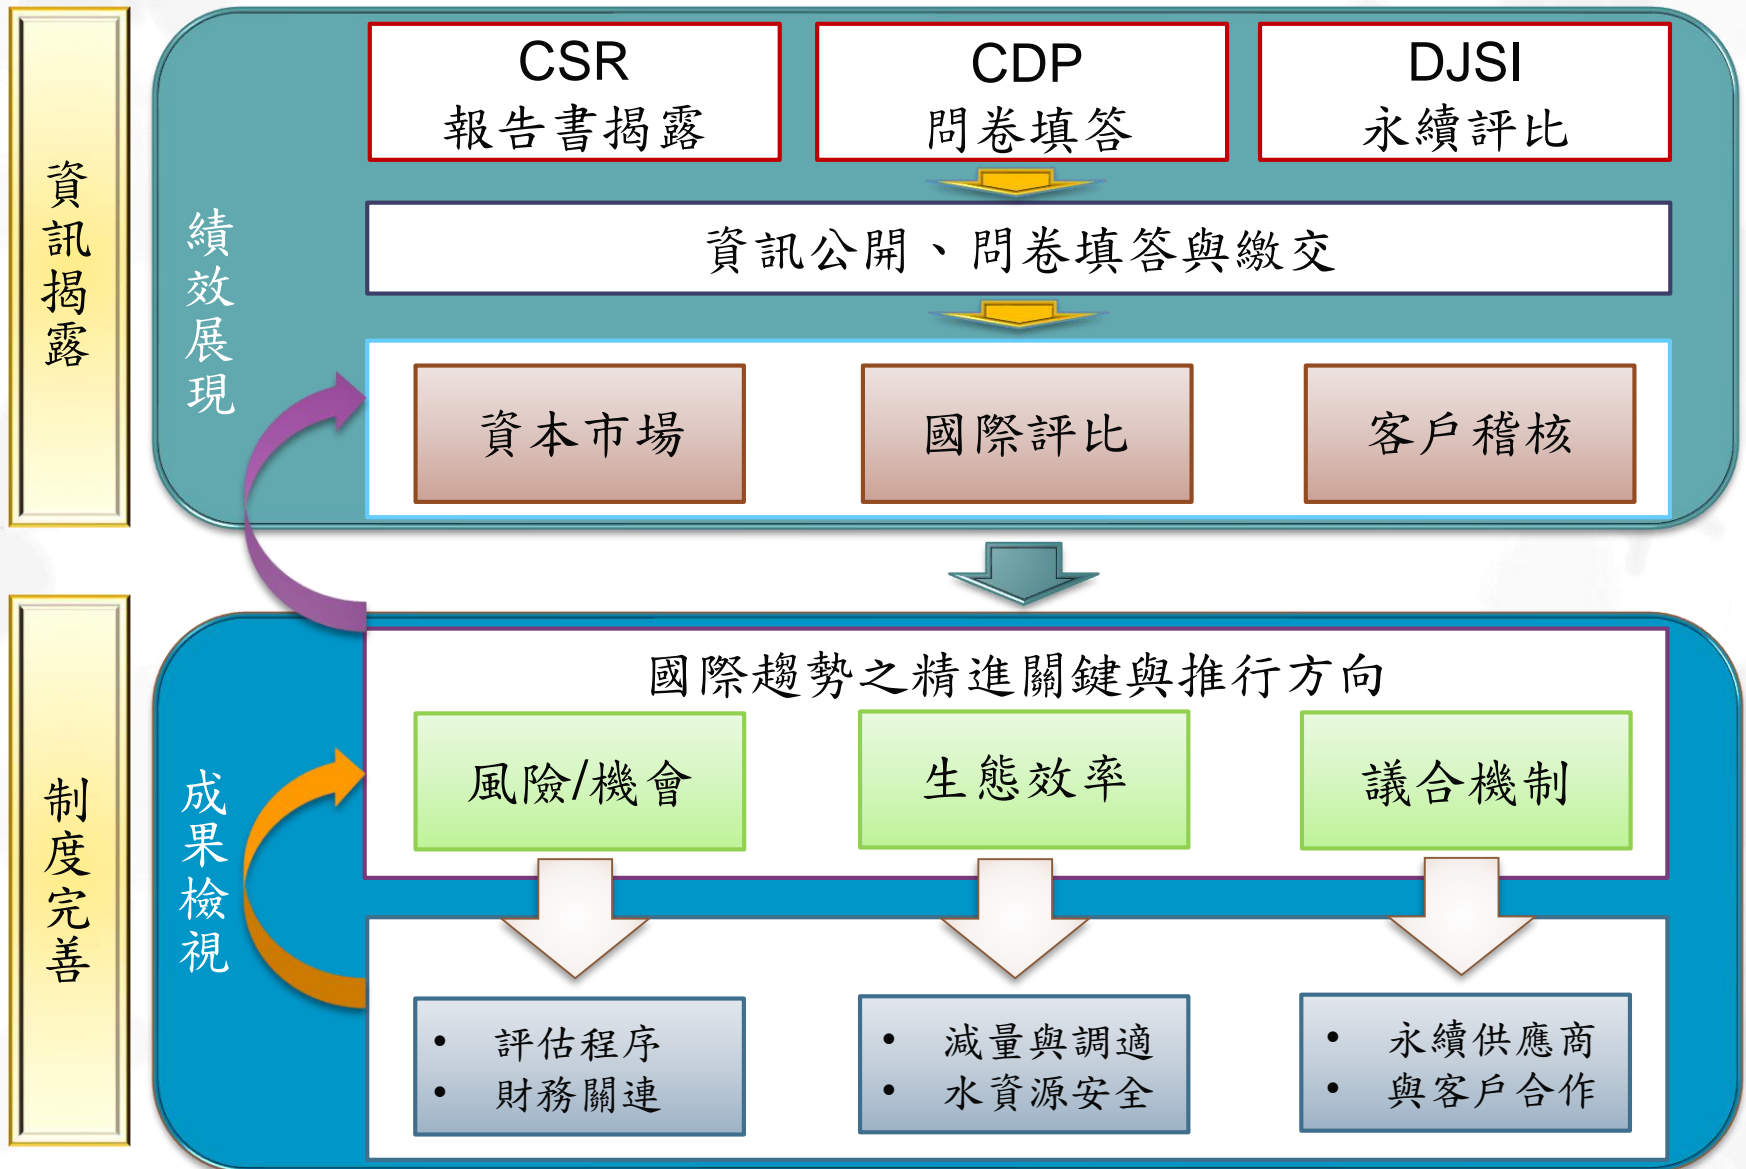 資訊揭露
績效展現
CSR
報告書揭露
CDP
問卷填答
DJSI
永續評比
資訊公開、問卷填答與繳交
資本市場
國際評比
客戶稽核
制度完善
成果檢視
國際趨勢之精進關鍵與推行方向
風險/機會
生態效率
議合機制
• 評估程序
• 財務關連
• 減量與調適
• 水資源安全
• 永續供應商
• 與客戶合作